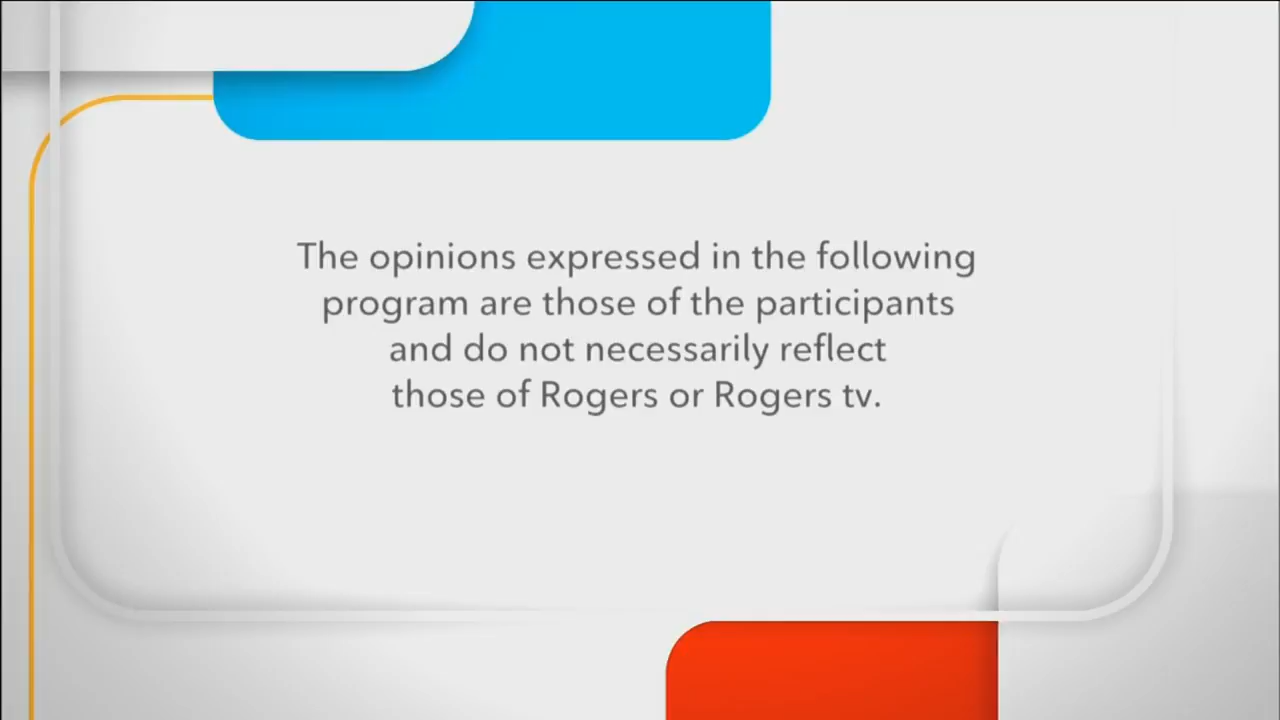 The opinions expressed in the following
program are those of the participants
and do not necessarily reflect
those of Rogers or Rogers tv.